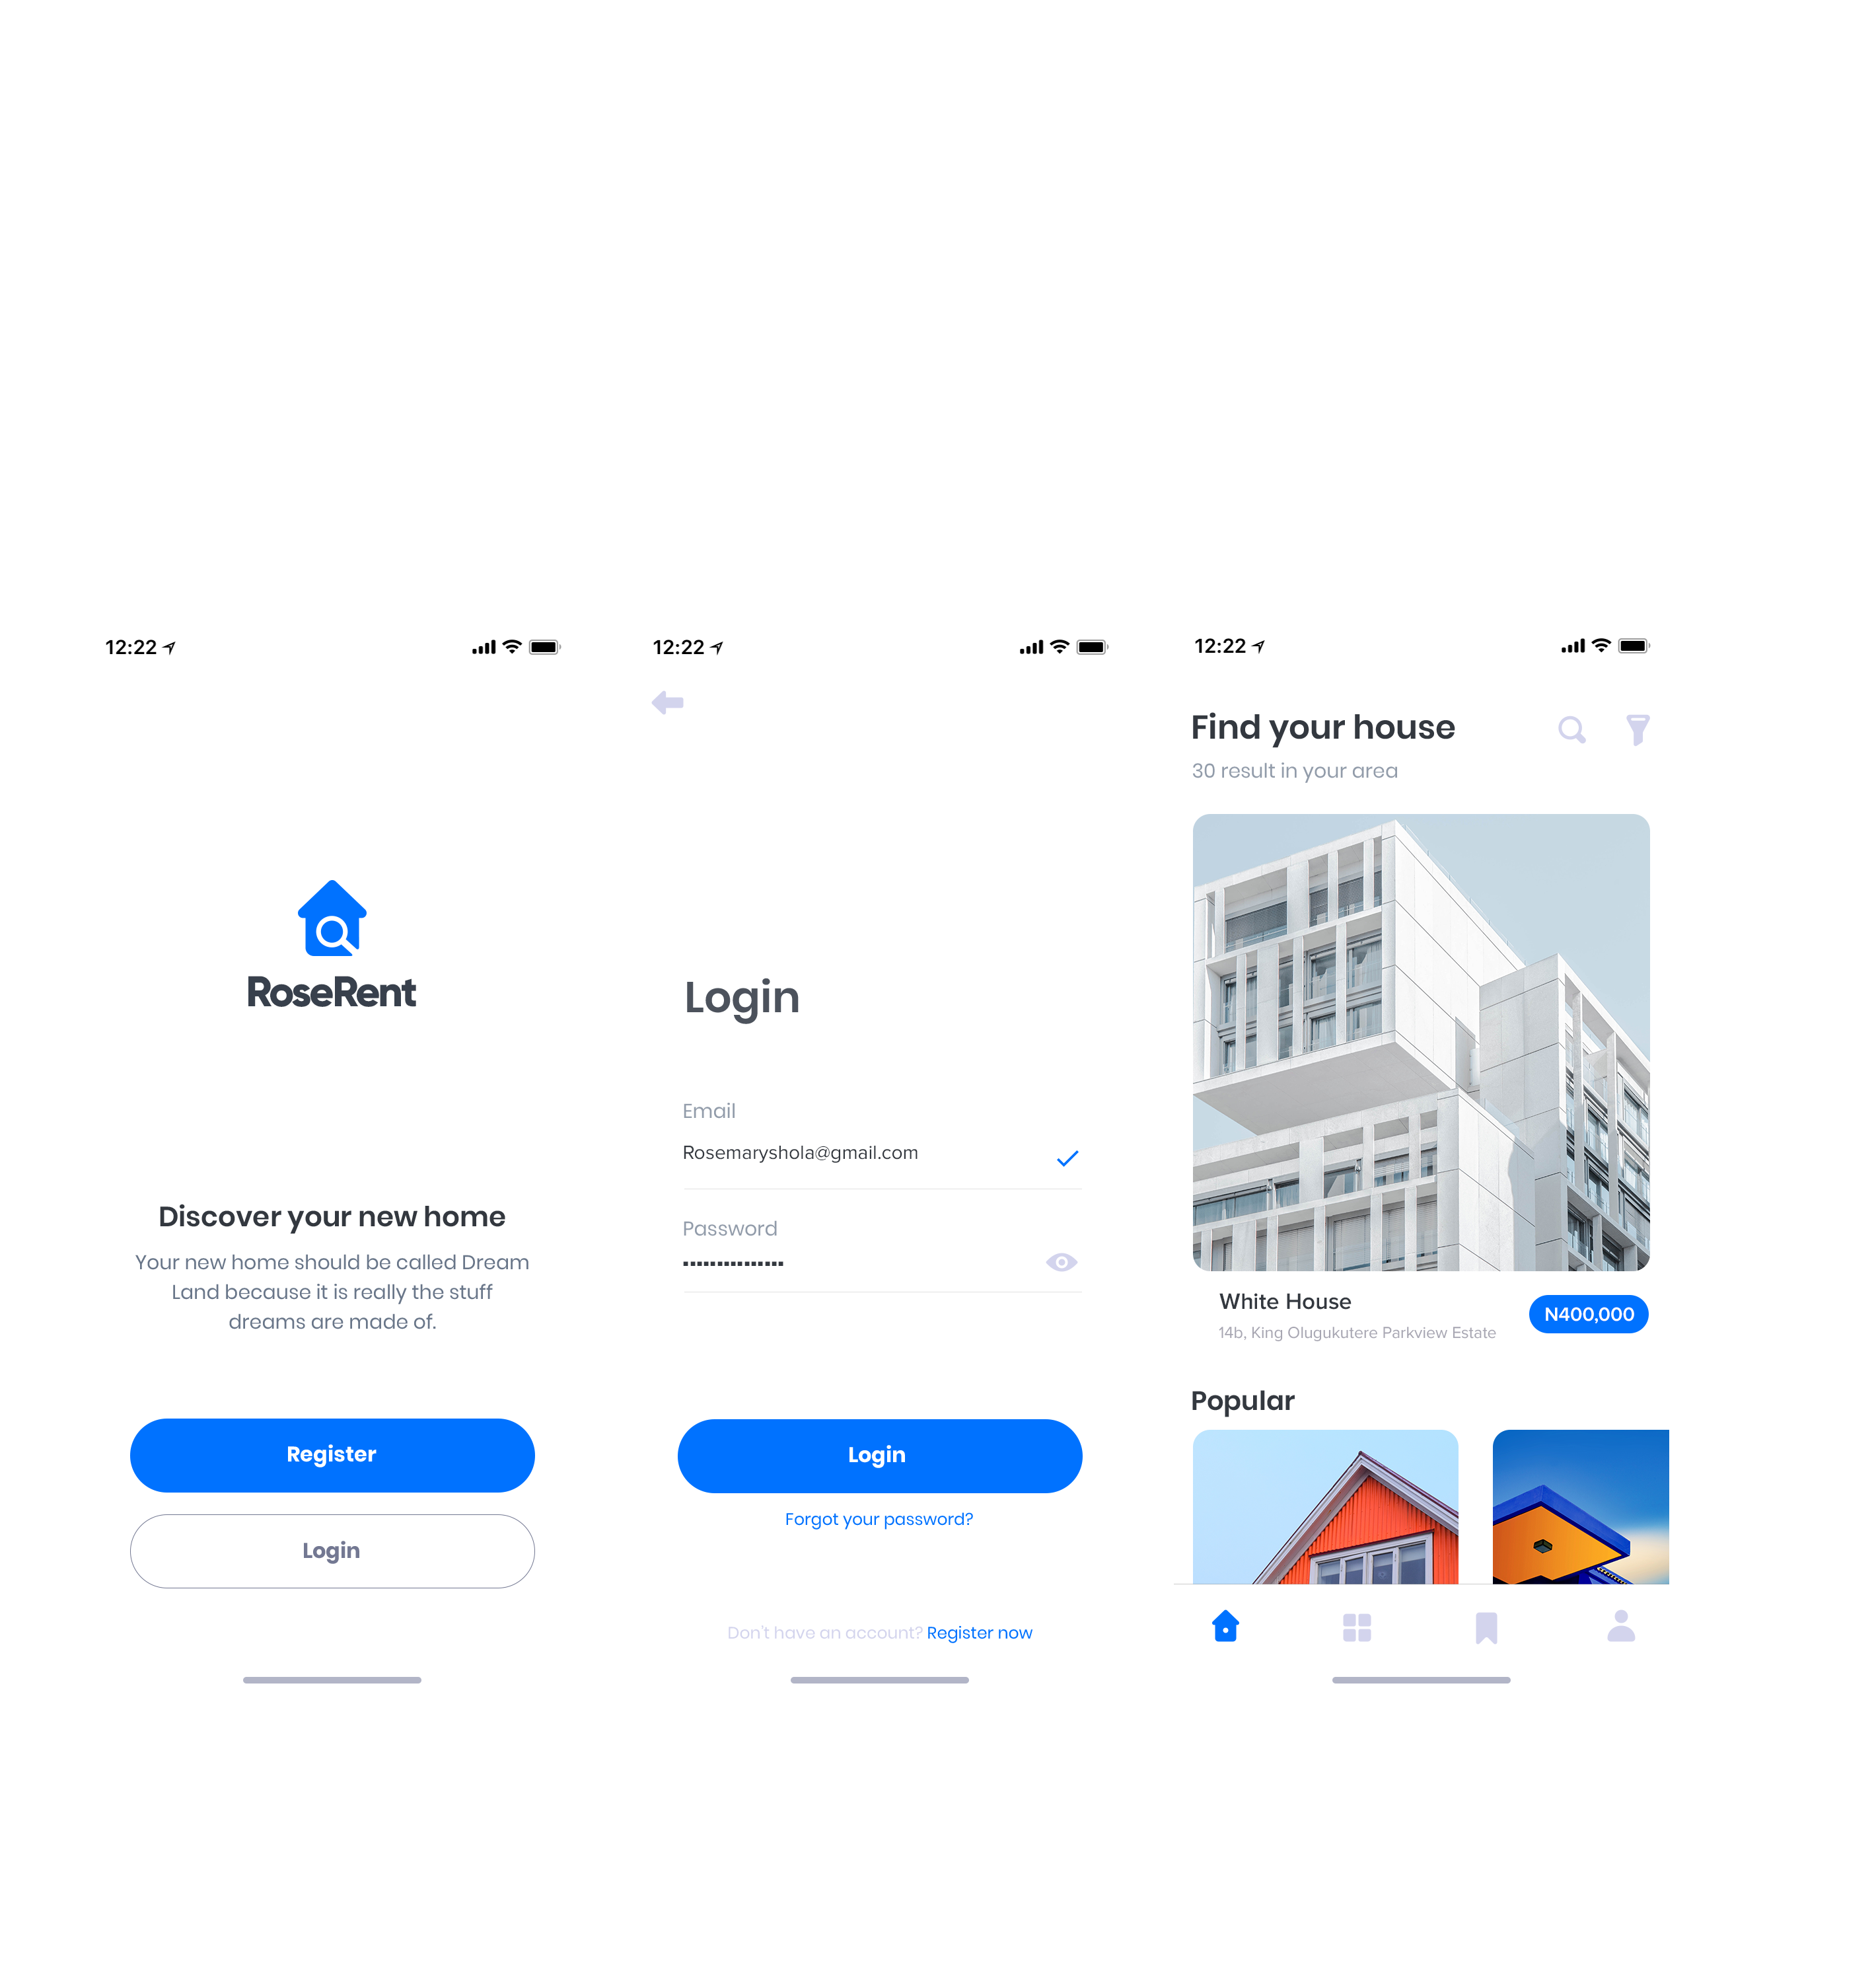 12:22
RoseRent
Discover your new home
Your new home should be called Dream
Land because it is really the stuff
dreams are made of.
Register
Login
12:22
Login
Email
Rosemaryshola@gmail.com
Password
Login
Forgot your password?
Don't have an account? Register now
12:22
Find your house
30 result in your area
White House
14b, King Olugukutere Parkview Estate
N400,000
Popular